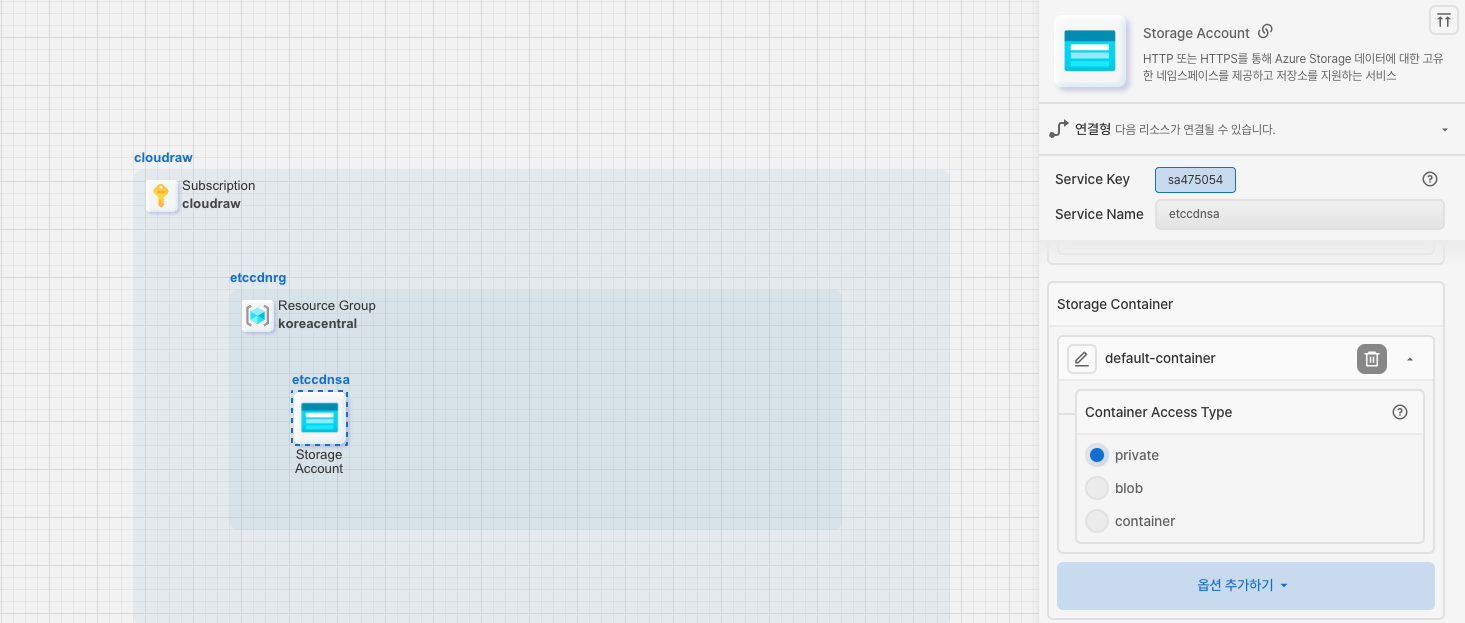 cloudraw
Subscription
cloudraw
etccdnrg
Resource Group
koreacentral
etccdnsa
Storage
Account
Storage Account
HTTP 또는 HTTPS를 통해 Azure Storage 데이터에 대한 고유
한 네임스페이스를 제공하고 저장소를 지원하는 서비스
연결형 다음 리소스가 연결될 수 있습니다.
Service Key sa475054
Service Name etccdnsa
Storage Container
default-container
Container Access Type
private
blob
container
옵션 추가하기